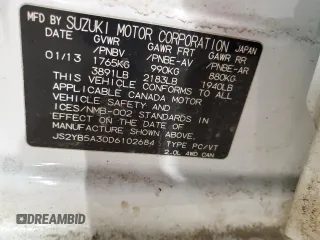 MFD BY SUZUKI MOTOR CORPORATION JAPAN
DATE GVWR GAWR FRT GAWR RR
/PNBV /PNBE-AV /PNBE-AR
01/13 1765KG 990KG 880KG
3891LB 2183LB 1940LB
THIS VEHICLE CONFORMS TO ALL
APPLICABLE CANADA MOTOR
VEHICLE SAFETY AND
ICES/NMB-002 STANDARDS IN
EFFECT ON THE DATE OF
MANUFACTURE SHOWN ABOVE.
JS2YB5A30D6102684 TYPE PC/VT
2.0L 4WD CAN
© DREAMBID
DREAMBID